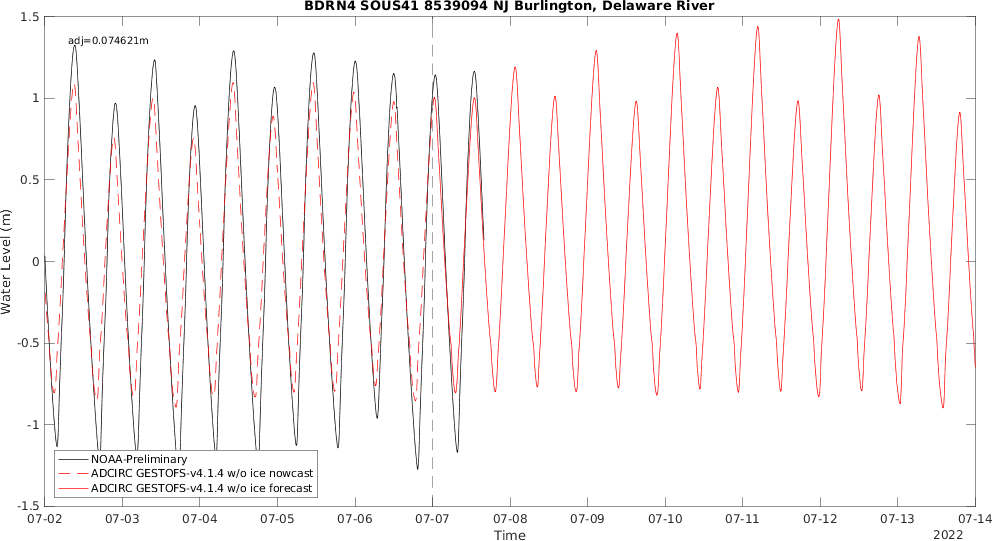 BDRN4 SOUS41 8539094 NJ Burlington, Delaware River
1.5
adj=0.074621m
1
0.5
0
-0.5
-1
-1.5
Water Level (m)
NOAA-Preliminary
ADCIRC GESTOFS-v4.1.4 w/o ice nowcast
ADCIRC GESTOFS-v4.1.4 w/o ice forecast
07-02 07-03 07-04 07-05 07-06 07-07 07-08 07-09 07-10 07-11 07-12 07-13 07-14
Time
2022